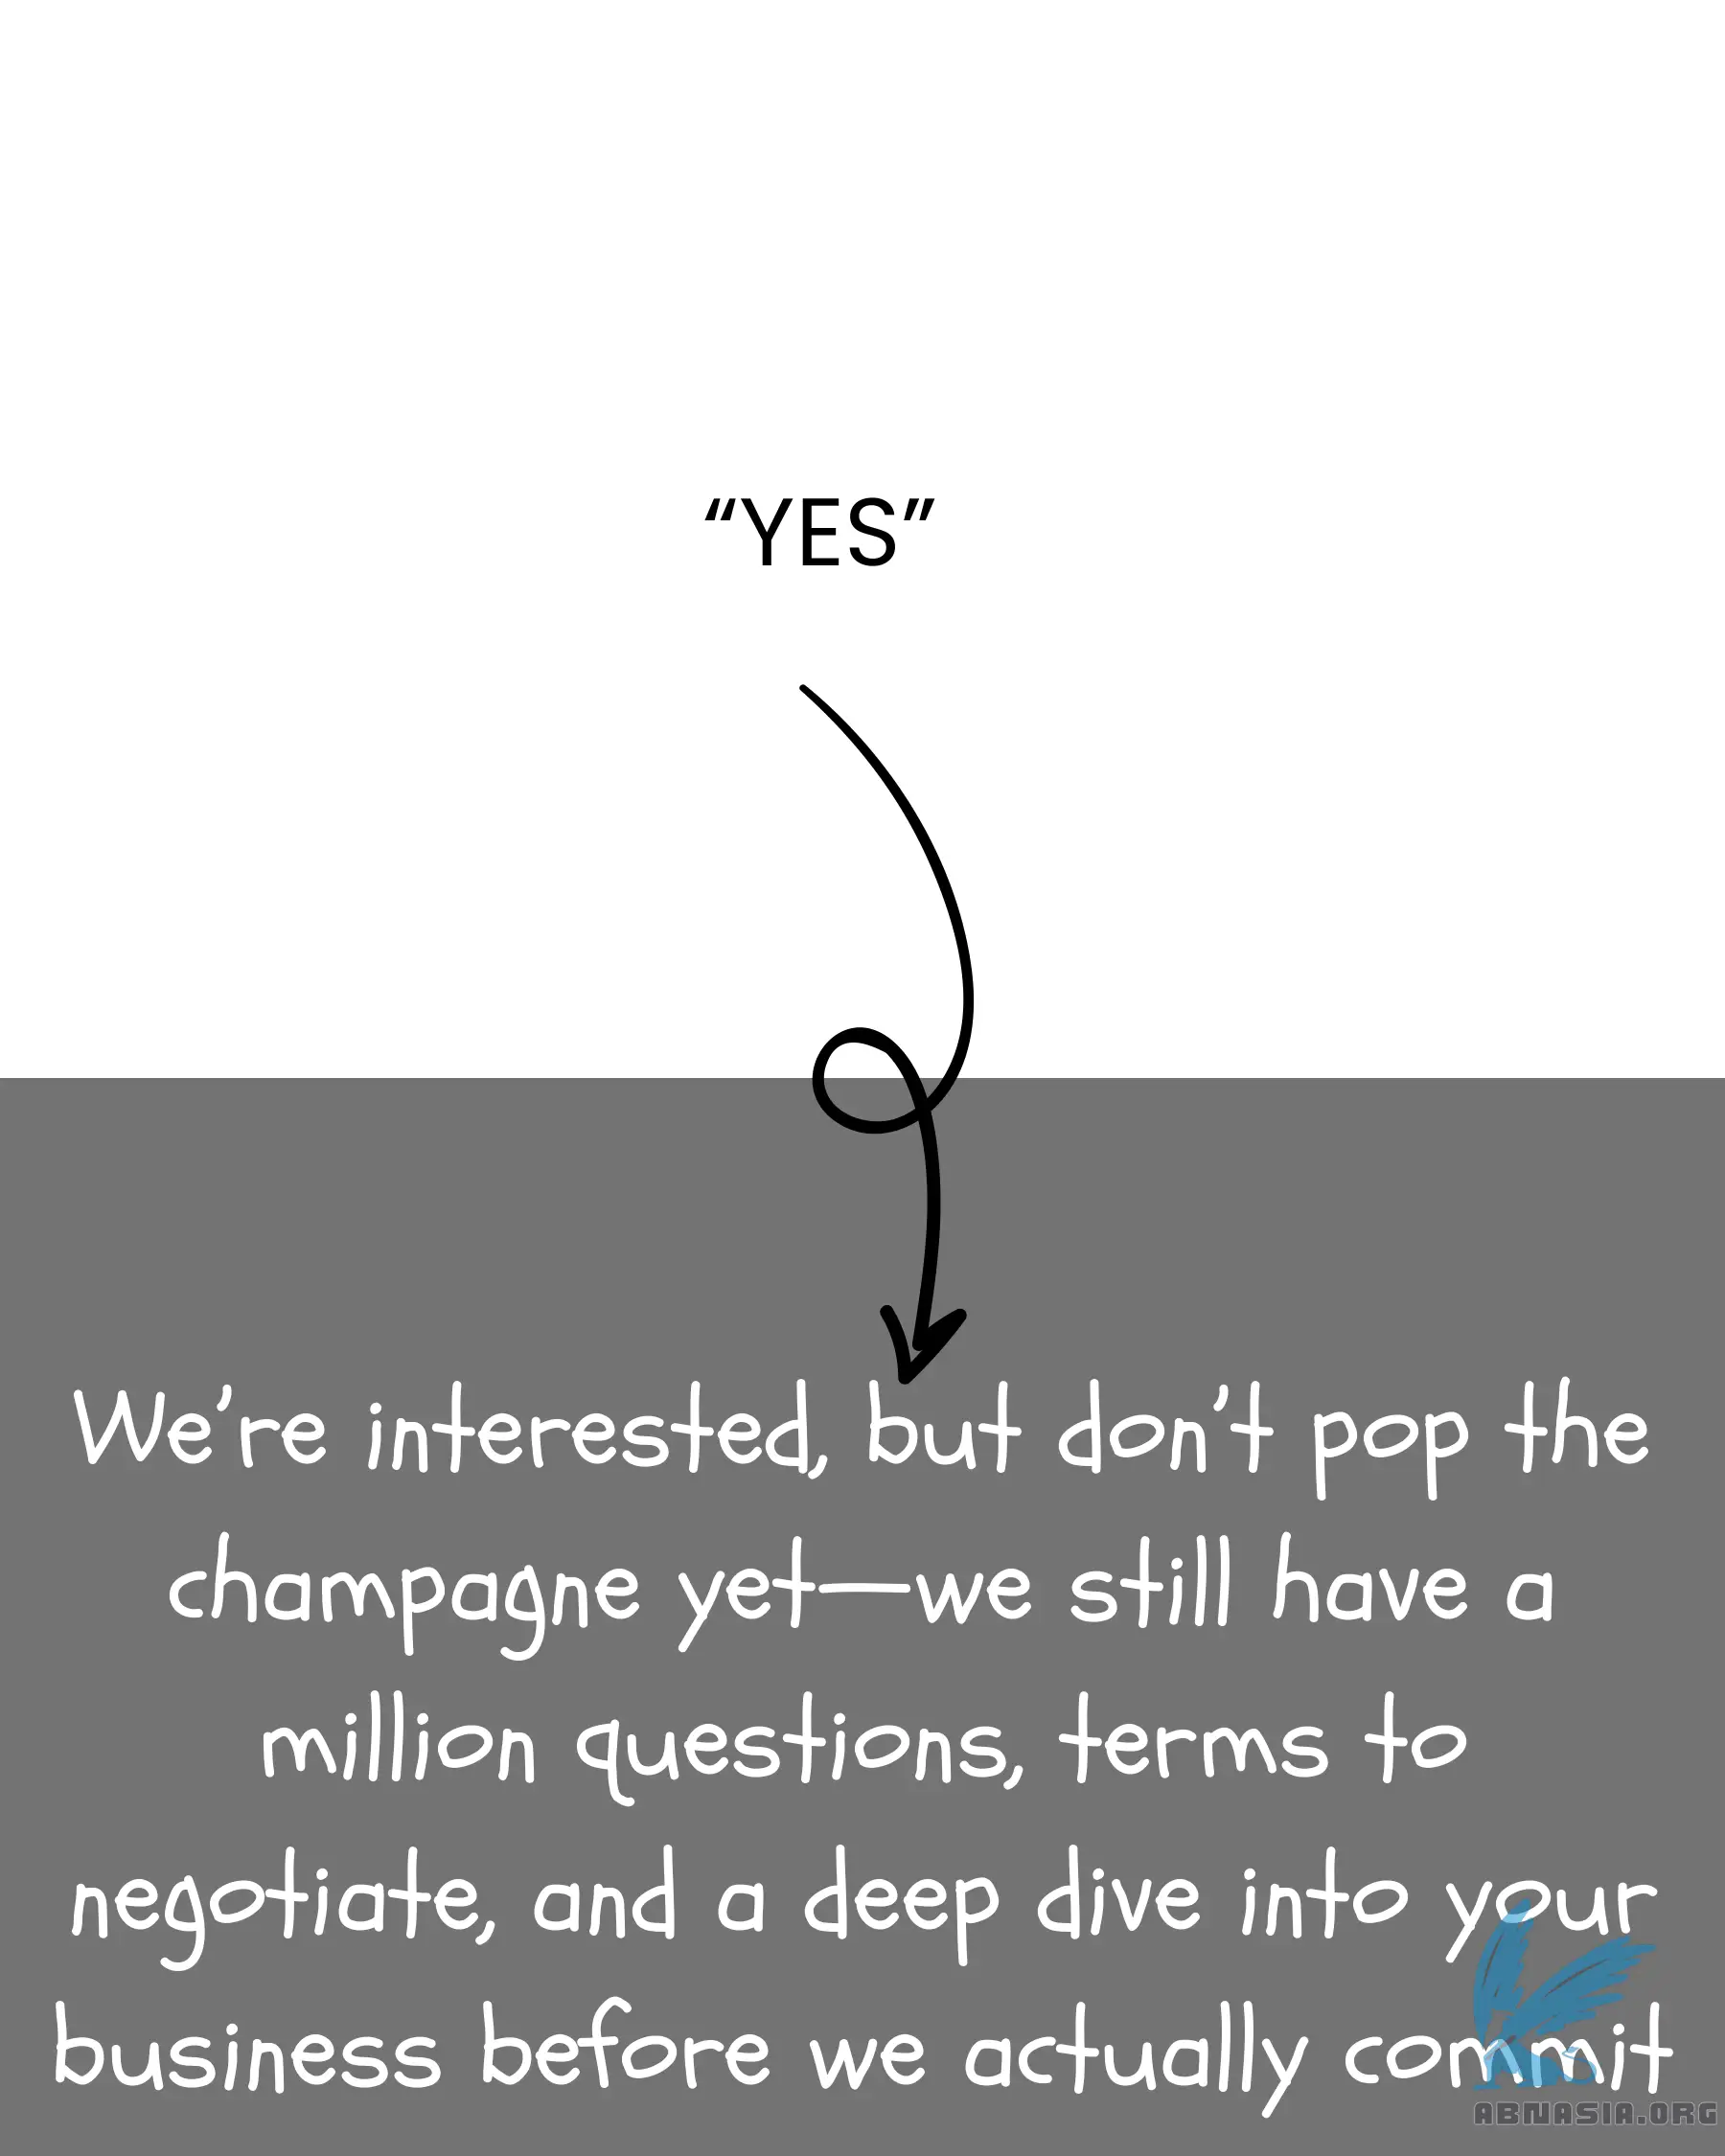 “YES”
We're interested, but don't pop the
champagne yet—we still have a
million questions, terms to
negotiate, and a deep dive into your
business before we actually commit
ABNASIA.ORG